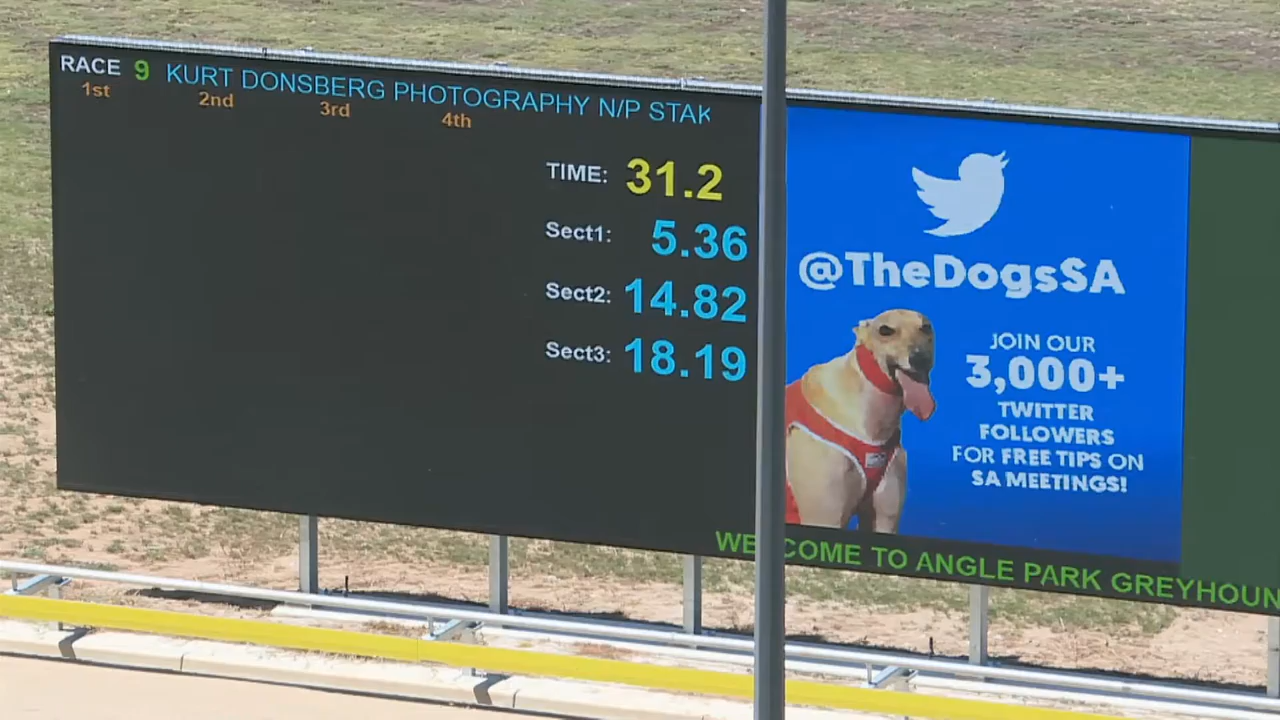 RACE 9 KURT DONSBERG PHOTOGRAPHY N/P STAK
1st 2nd 3rd 4th
TIME: 31.2
Sect1: 5.36
Sect2: 14.82
Sect3: 18.19
@TheDogsSA
JOIN OUR
3,000+
TWITTER
FOLLOWERS
FOR FREE TIPS ON
SA MEETINGS!
WE COME TO ANGLE PARK GREYHOUN